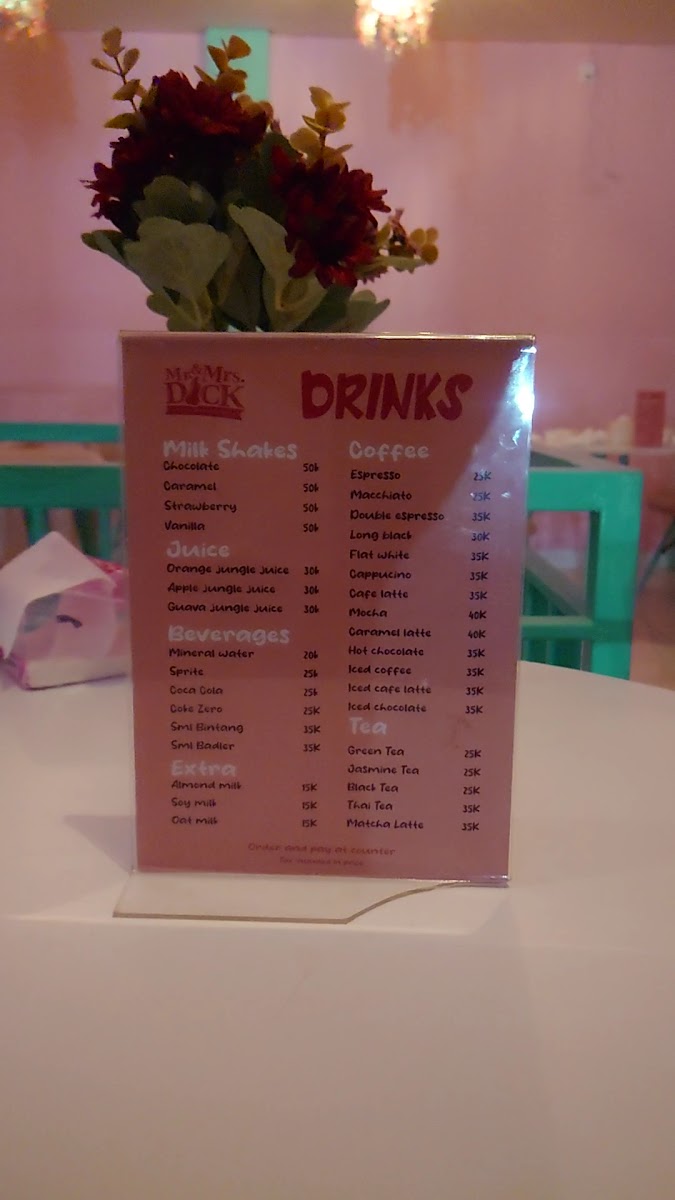 Mr & Mrs.
DICK
DRINKS
Milk Shakes
Chocolate 50k
Caramel 50k
Strawberry 50k
Vanilla 50k
Juice
Orange jungle juice 30k
Apple jungle juice 30k
Guava jungle juice 30k
Beverages
Mineral water 20k
Sprite 25k
Coca Cola 25k
Coke Zero 25K
Sml Bintang 35K
Sml Badler 35K
Extra
Almond milk 15K
Soy milk 15K
Oat milk 15K
Coffee
Espresso 25K
Macchiato 25K
Double espresso 35K
Long black 30K
Flat white 35K
Cappucino 35K
Cafe latte 35K
Mocha 40K
Caramel latte 40K
Hot chocolate 35K
Iced coffee 35K
Iced cafe latte 35K
Iced chocolate 35K
Tea
Green Tea 25K
Jasmine Tea 25K
Black Tea 25K
Thai Tea 35K
Matcha Latte 35K
Order and pay at counter
Tax included in price